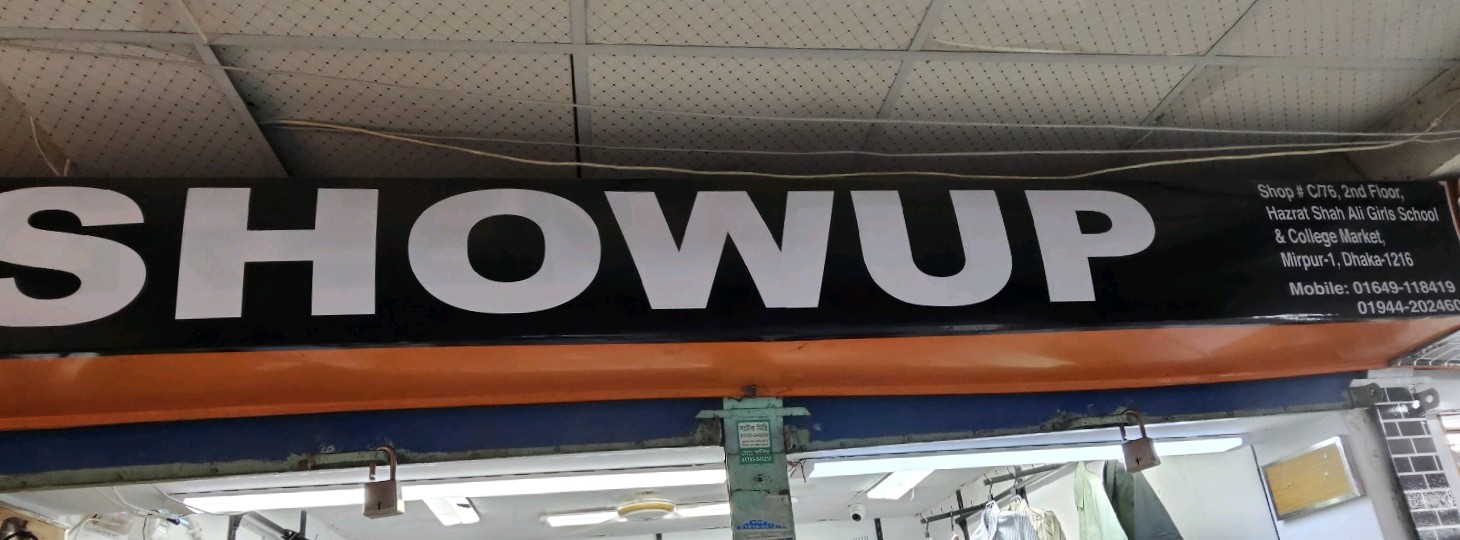 SHOWUP
Shop # C/76, 2nd Floor,
Hazrat Shah Ali Girls School
& College Market,
Mirpur-1, Dhaka-1216
Mobile: 01649-118419
01944-202460
সাটার মিস্ত্রি